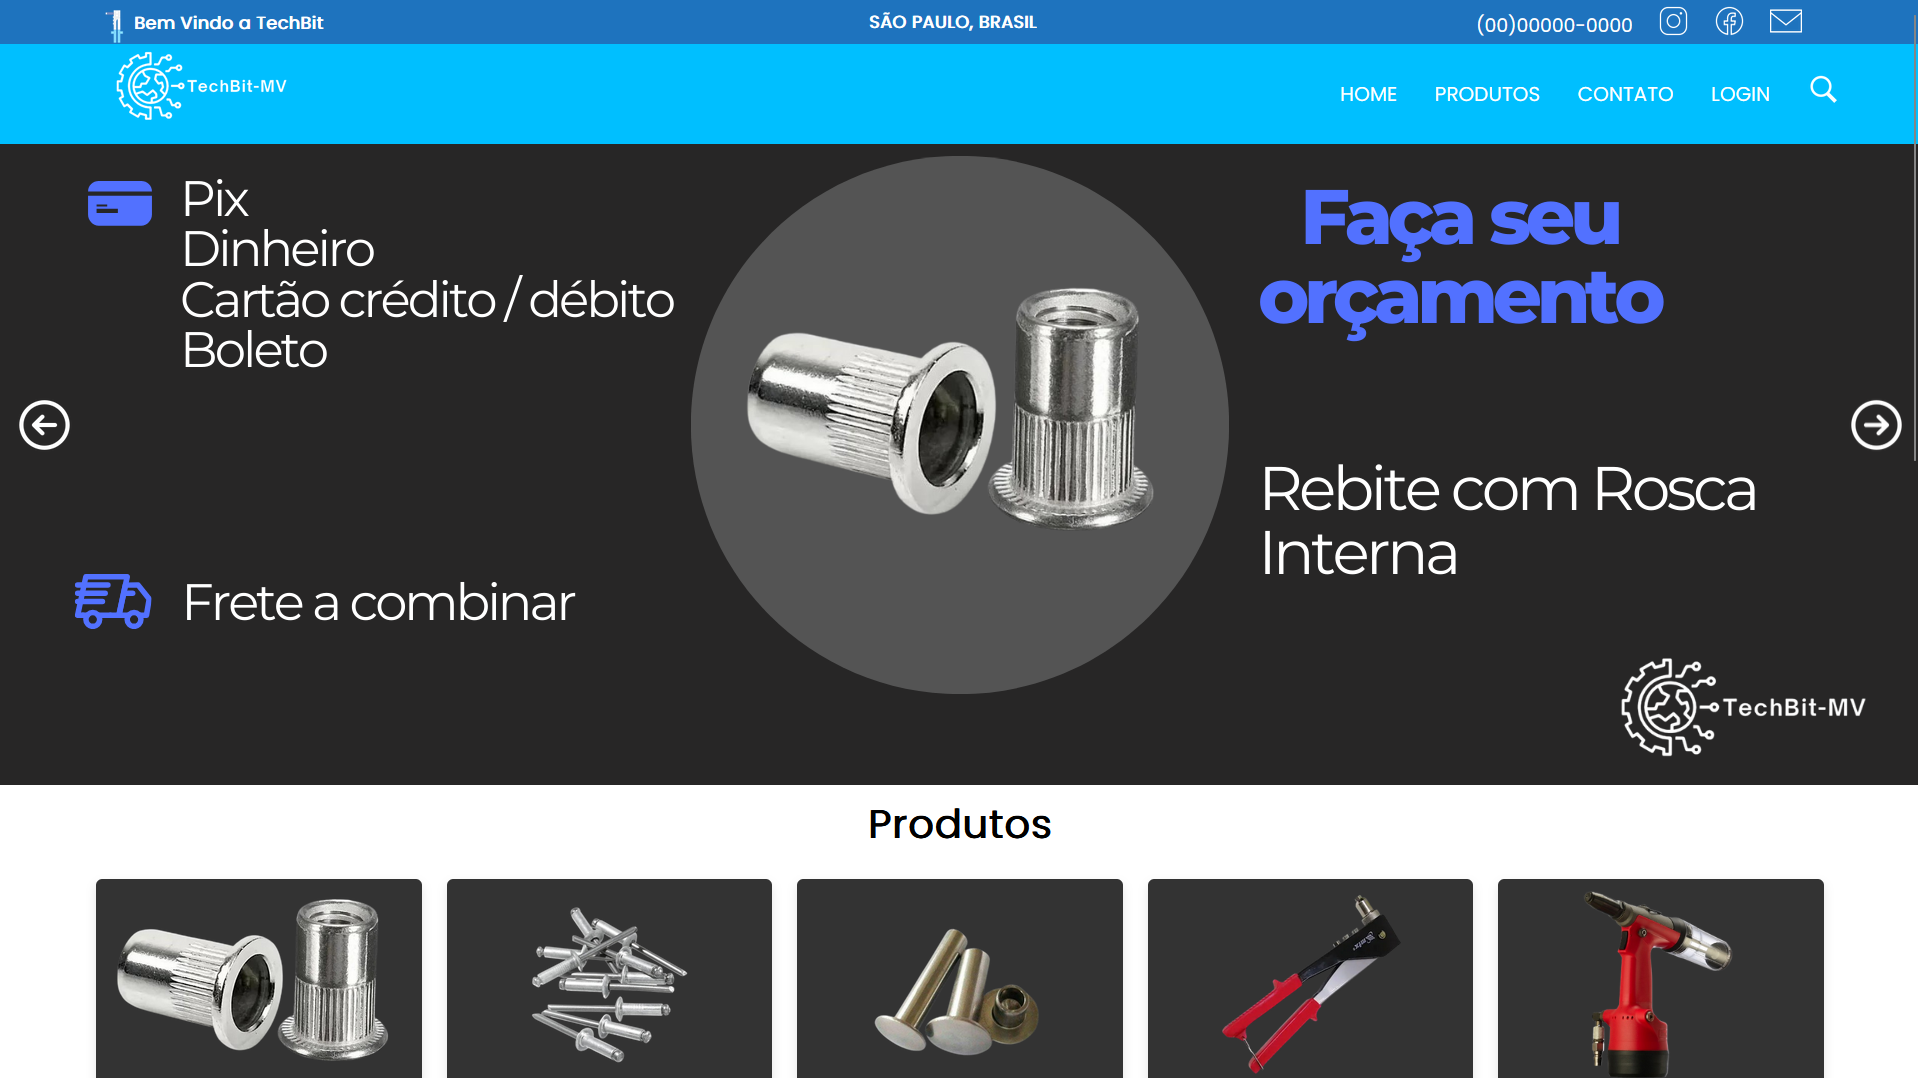 Bem Vindo a TechBit
SÃO PAULO, BRASIL
(00)00000-0000
TechBit-MV
HOME
PRODUTOS
CONTATO
LOGIN
Pix
Dinheiro
Cartão crédito / débito
Boleto
Frete a combinar
Faça seu
orçamento
Rebite com Rosca
Interna
TechBit-MV
Produtos